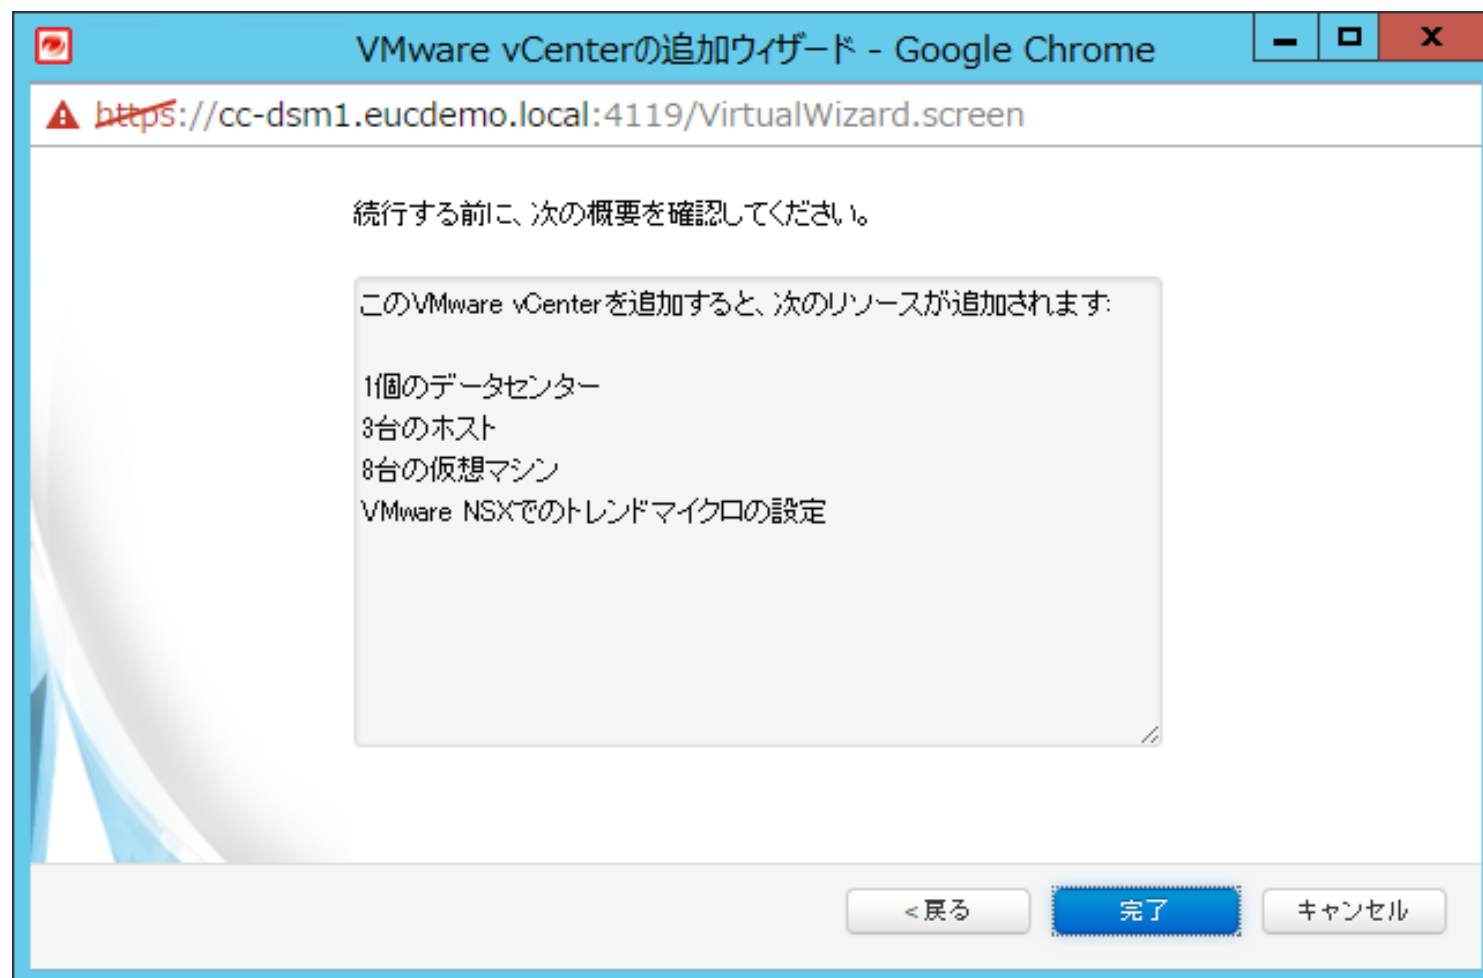 VMware vCenterの追加ウィザード - Google Chrome
https://cc-dsm1.eucdemo.local:4119/VirtualWizard.screen
続行する前に、次の概要を確認してください。
このVMware vCenterを追加すると、次のリソースが追加されます:
1個のデータセンター
3台のホスト
8台の仮想マシン
VMware NSXでのトレンドマイクロの設定
<戻る 完了 キャンセル